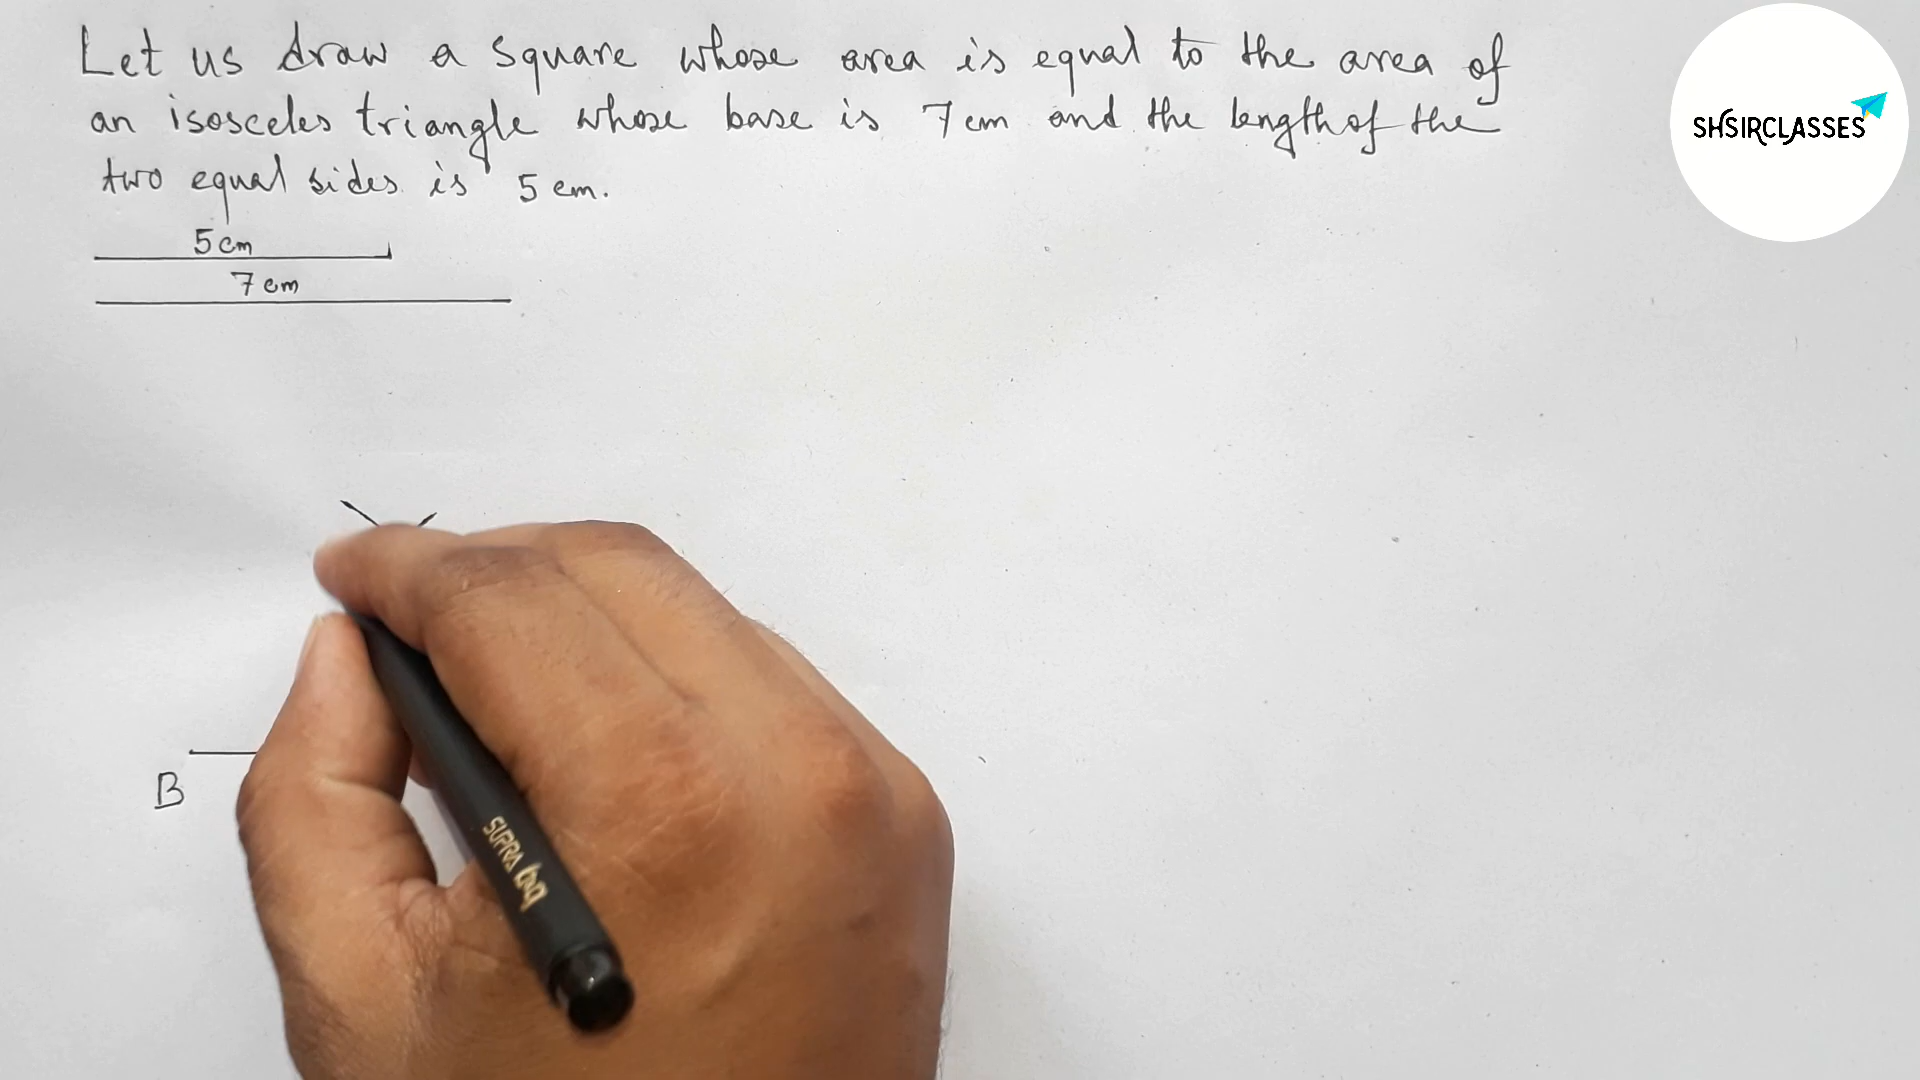 Let us draw a square whose area is equal to the area of
an isosceles triangle whose base is 7 cm and the length of the
two equal sides is 5 cm.
5 cm
7 cm
B
SUPRA
SHSIRCLASSES